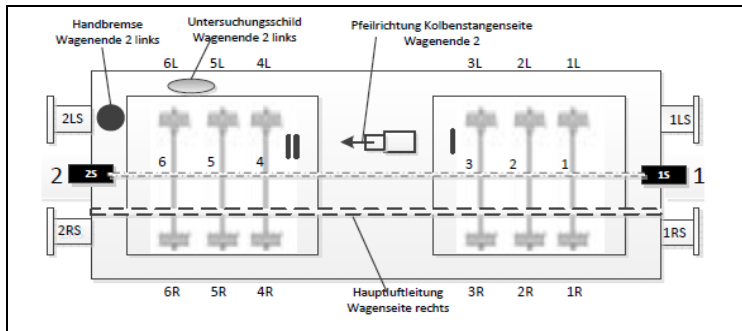 Handbremse
Wagenende 2 links
Untersuchungsschild
Wagenende 2 links
Pfeilrichtung Kolbenstangenseite
Wagenende 2
6L 5L 4L 3L 2L 1L
2LS 1LS
6 5 4 II I 3 2 1
2 2S 1S 1
2RS 1RS
6R 5R 4R 3R 2R 1R
Hauptluftleitung
Wagenseite rechts